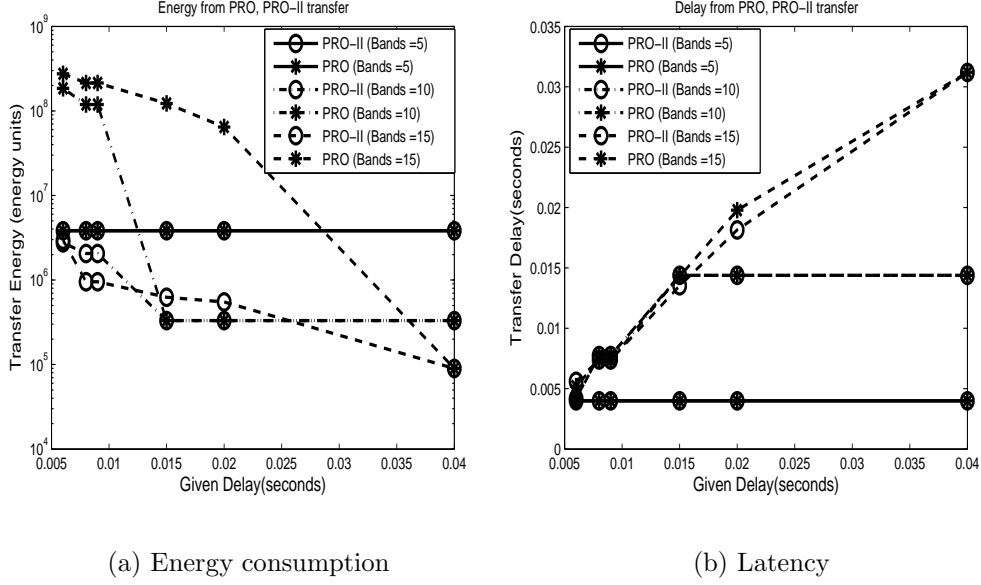 Energy from PRO, PRO-II transfer
10^9
10^8
10^7
10^6
10^5
10^4
Transfer Energy (energy units)
PRO-II (Bands =5)
PRO (Bands =5)
PRO-II (Bands =10)
PRO (Bands =10)
PRO-II (Bands =15)
PRO (Bands =15)
0.005 0.01 0.015 0.02 0.025 0.03 0.035 0.04
Given Delay(seconds)
(a) Energy consumption
Delay from PRO, PRO-II transfer
0.035
0.03
0.025
0.02
0.015
0.01
0.005
0
Transfer Delay(seconds)
PRO-II (Bands =5)
PRO (Bands =5)
PRO-II (Bands =10)
PRO (Bands =10)
PRO-II (Bands =15)
PRO (Bands =15)
0.005 0.01 0.015 0.02 0.025 0.03 0.035 0.04
Given Delay(seconds)
(b) Latency